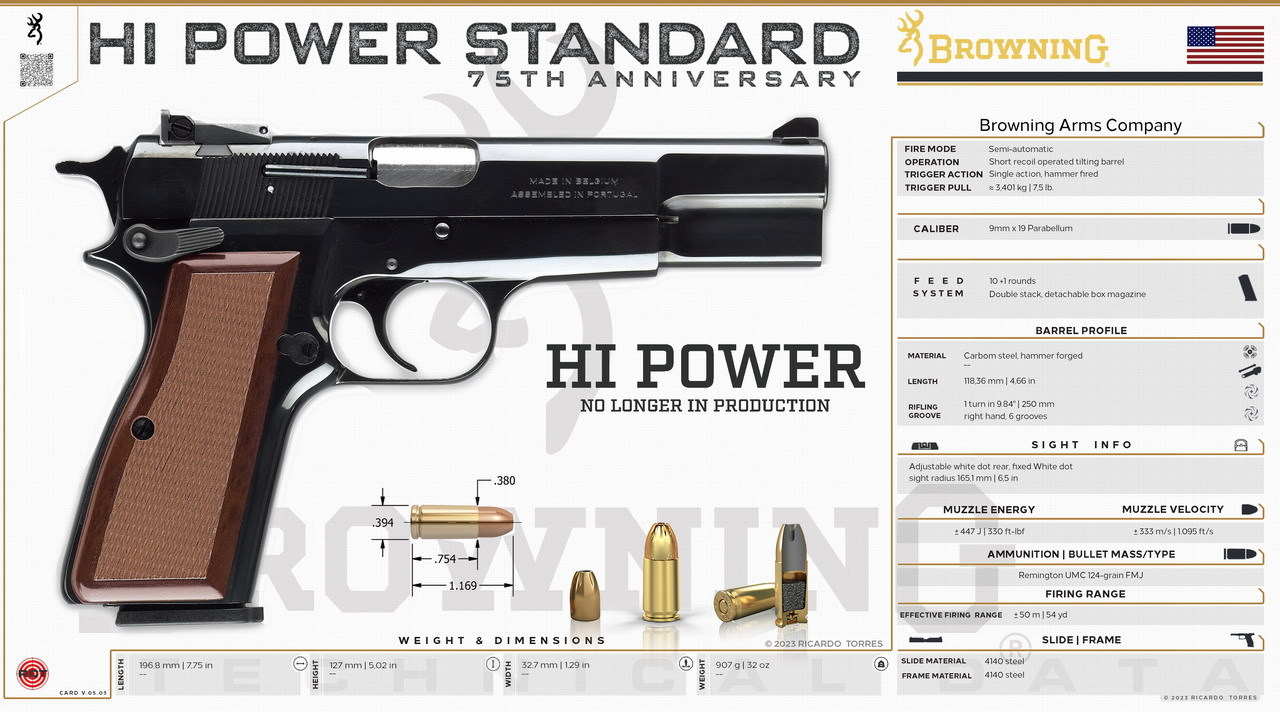 HI POWER STANDARD
75TH ANNIVERSARY
BROWNING
MADE IN BELGIUM
ASSEMBLED IN PORTUGAL
HI POWER
NO LONGER IN PRODUCTION
.380
.394
.754
1.169
© 2023 RICARDO TORRES
WEIGHT & DIMENSIONS
LENGTH 196.8 mm | 7.75 in
--
HEIGHT 127 mm | 5.02 in
--
WIDTH 32.7 mm | 1.29 in
--
WEIGHT 907 g | 32 oz
--
RDT
CARD V.05.03
Browning Arms Company
FIRE MODE Semi-automatic
OPERATION Short recoil operated tilting barrel
TRIGGER ACTION Single action, hammer fired
TRIGGER PULL ≈ 3,401 kg | 7,5 lb.
CALIBER 9mm x 19 Parabellum
FEED SYSTEM
10 +1 rounds
Double stack, detachable box magazine
BARREL PROFILE
MATERIAL Carbom steel, hammer forged
--
LENGTH 118,36 mm | 4,66 in
RIFLING GROOVE
1 turn in 9.84" | 250 mm
right hand, 6 grooves
SIGHT INFO
Adjustable white dot rear, fixed White dot
sight radius 165,1 mm | 6,5 in
MUZZLE ENERGY MUZZLE VELOCITY
± 447 J | 330 ft-lbf ± 333 m/s | 1.095 ft/s
AMMUNITION | BULLET MASS/TYPE
Remington UMC 124-grain FMJ
FIRING RANGE
EFFECTIVE FIRING RANGE ± 50 m | 54 yd
SLIDE | FRAME
SLIDE MATERIAL 4140 steel
FRAME MATERIAL 4140 steel
© 2023 RICARDO TORRES
BROWNING ®
TECHNICAL DATA